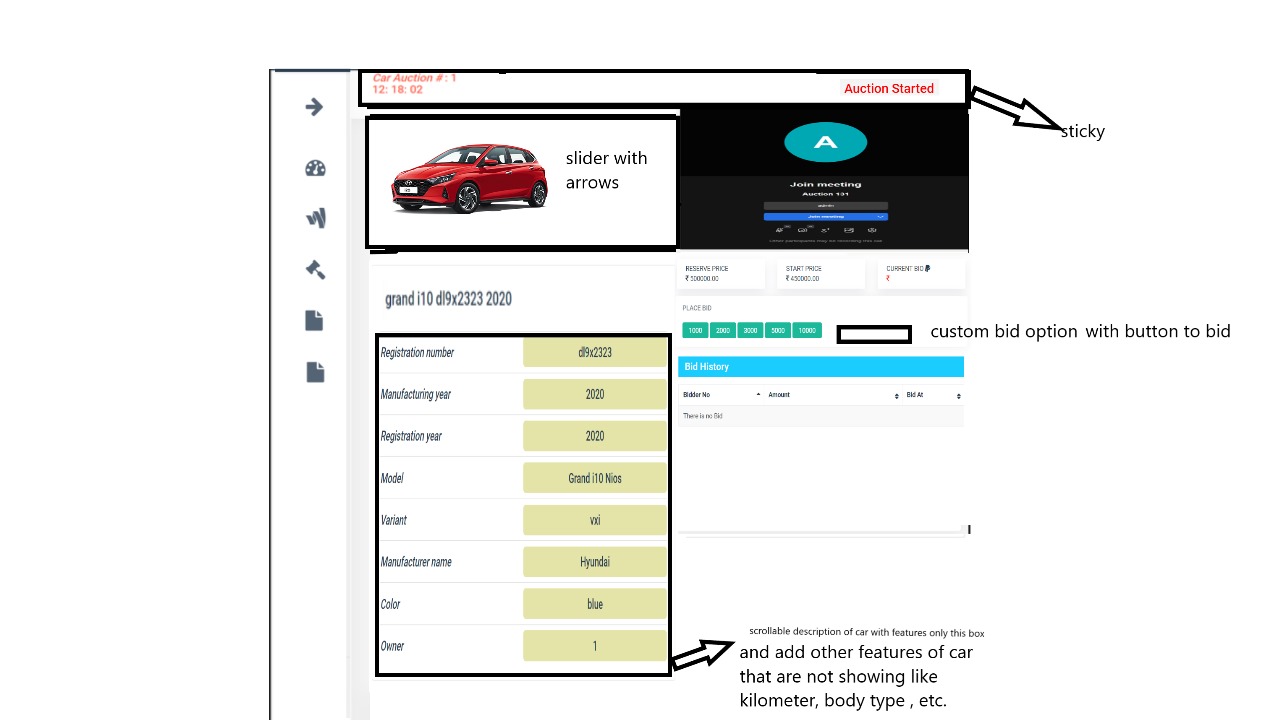 Car Auction # : 1
12: 18: 02
Auction Started
sticky
slider with
arrows
A
Join meeting
Auction 131
admin
Join meeting
RESERVE PRICE
₹ 500000.00
START PRICE
₹ 450000.00
CURRENT BID
₹
grand i10 dl9x2323 2020
PLACE BID
1000 2000 3000 5000 10000
custom bid option with button to bid
Bid History
Bidder No Amount Bid At
There is no Bid
Registration number dl9x2323
Manufacturing year 2020
Registration year 2020
Model Grand i10 Nios
Variant vxi
Manufacturer name Hyundai
Color blue
Owner 1
scrollable description of car with features only this box
and add other features of car
that are not showing like
kilometer, body type , etc.